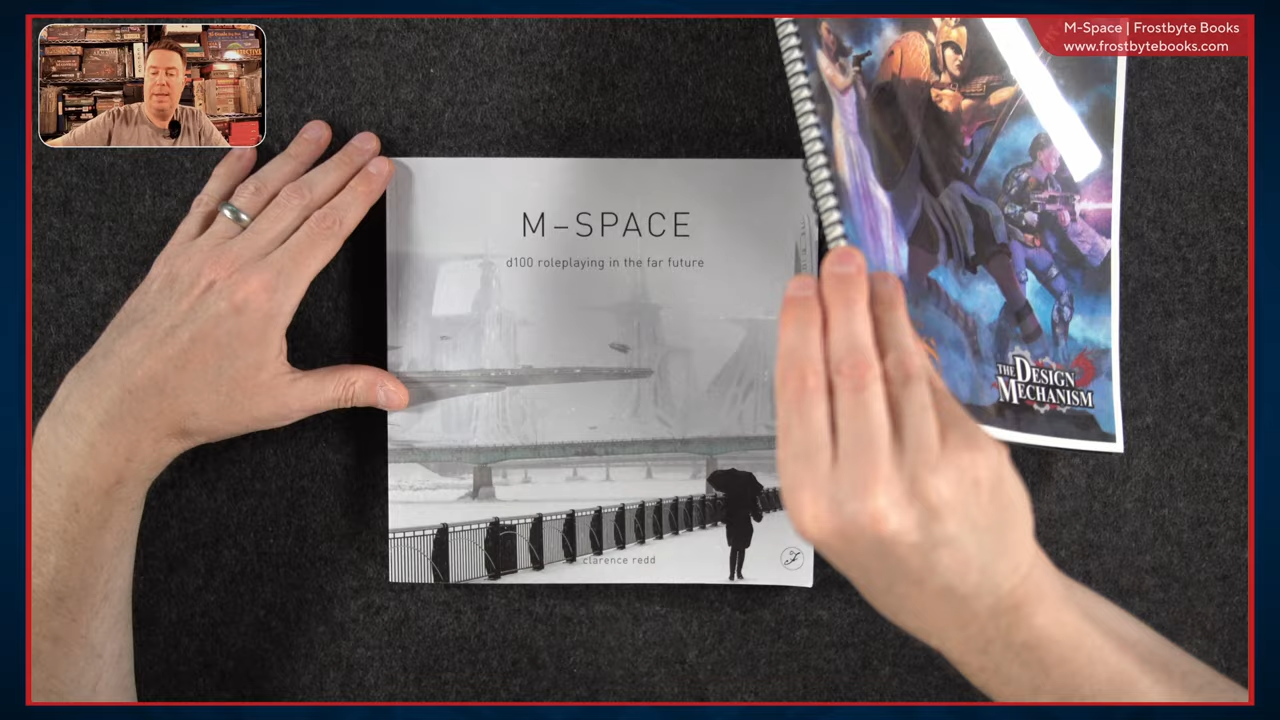 M-Space | Frostbyte Books
www.frostbytebooks.com
M–SPACE
d100 roleplaying in the far future
clarence redd
THE DESIGN
MECHANISM